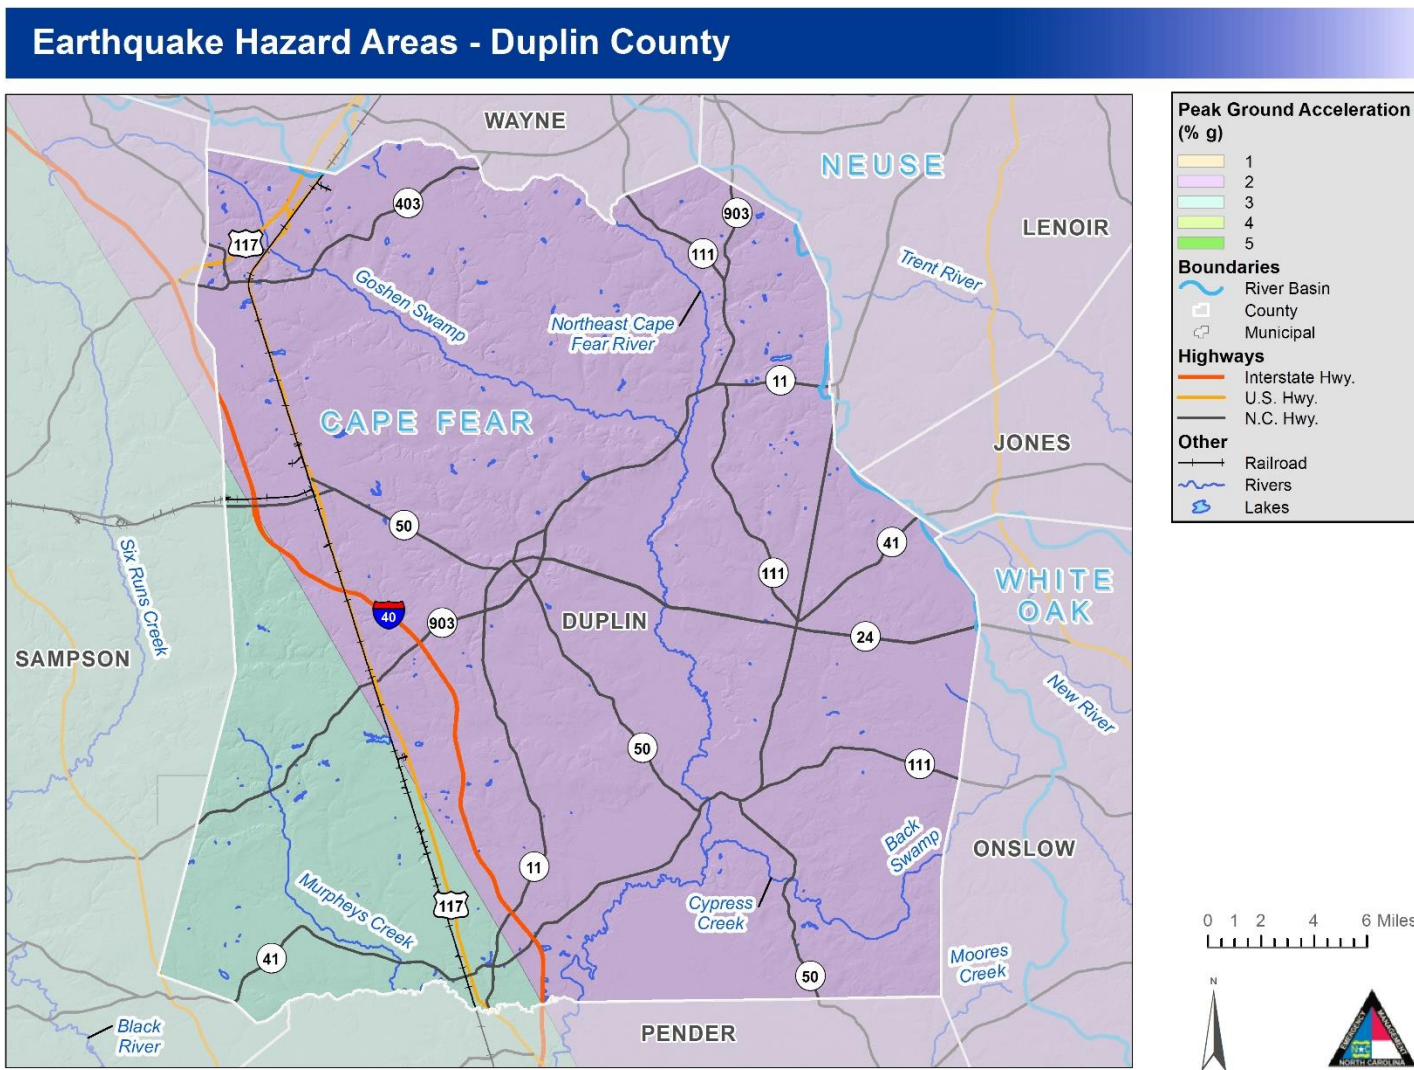 Earthquake Hazard Areas - Duplin County
WAYNE
NEUSE
403
903
LENOIR
117
111
Trent River
Goshen Swamp
Northeast Cape
Fear River
11
CAPE FEAR
JONES
50
41
Six Runs Creek
111
WHITE
OAK
40
903
DUPLIN
24
SAMPSON
New River
50
111
Back
Swamp
ONSLOW
11
Murpheys Creek
117
Cypress
Creek
41
Moores
Creek
50
Black
River
PENDER
Peak Ground Acceleration
(% g)
1
2
3
4
5
Boundaries
River Basin
County
Municipal
Highways
Interstate Hwy.
U.S. Hwy.
N.C. Hwy.
Other
Railroad
Rivers
Lakes
0 1 2 4 6 Miles
N
EMERGENCY
MANAGEMENT
N C
NORTH CAROLINA